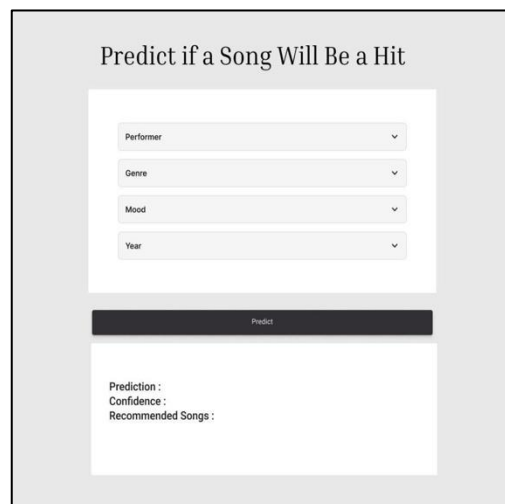 Predict if a Song Will Be a Hit
Performer
Genre
Mood
Year
Predict
Prediction :
Confidence :
Recommended Songs :